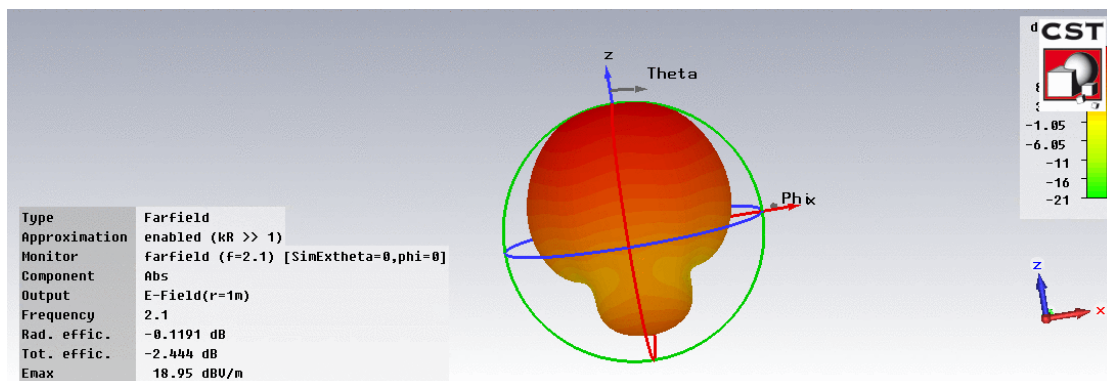 z
Theta
Phi
x
CST
d
-1.05
-6.05
-11
-16
-21
Type Farfield
Approximation enabled (kR >> 1)
Monitor farfield (f=2.1) [SimExtheta=0,phi=0]
Component Abs
Output E-Field(r=1m)
Frequency 2.1
Rad. effic. -0.1191 dB
Tot. effic. -2.444 dB
Emax 18.95 dBV/m
z
x